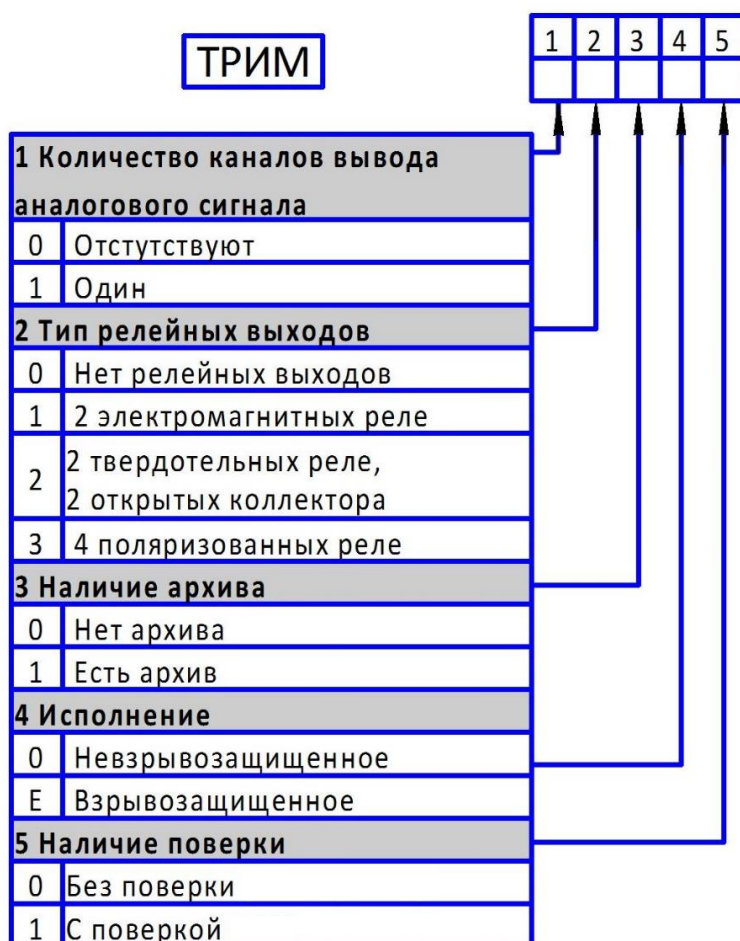 ТРИМ
1 2 3 4 5
1 Количество каналов вывода
аналогового сигнала
0 Отстутствуют
1 Один
2 Тип релейных выходов
0 Нет релейных выходов
1 2 электромагнитных реле
2 2 твердотельных реле,
2 открытых коллектора
3 4 поляризованных реле
3 Наличие архива
0 Нет архива
1 Есть архив
4 Исполнение
0 Невзрывозащищенное
E Взрывозащищенное
5 Наличие поверки
0 Без поверки
1 С поверкой